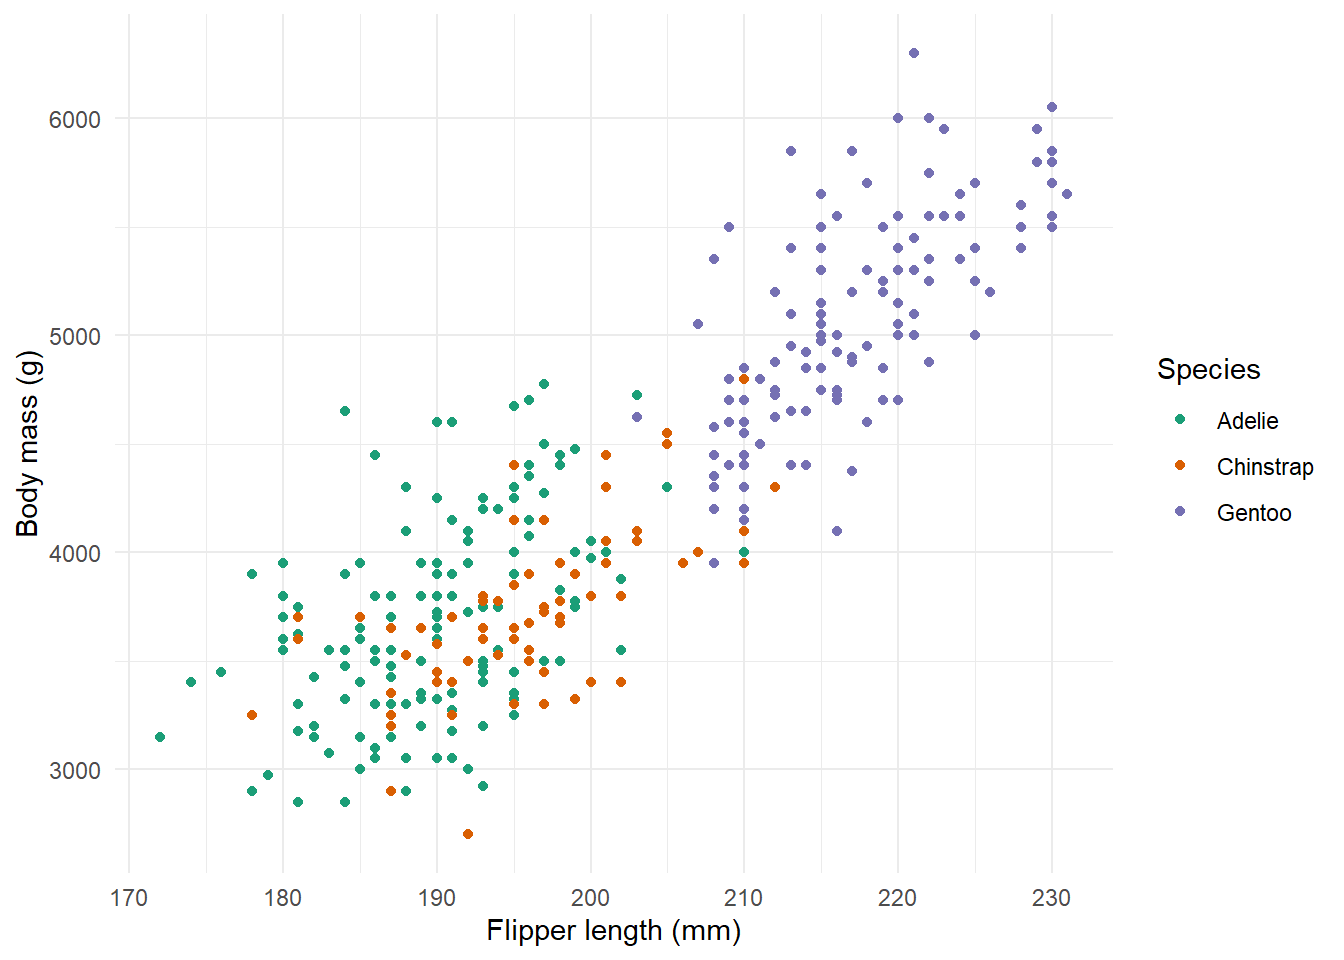 6000
5000
4000
3000
Body mass (g)
170 180 190 200 210 220 230
Flipper length (mm)
Species
Adelie
Chinstrap
Gentoo